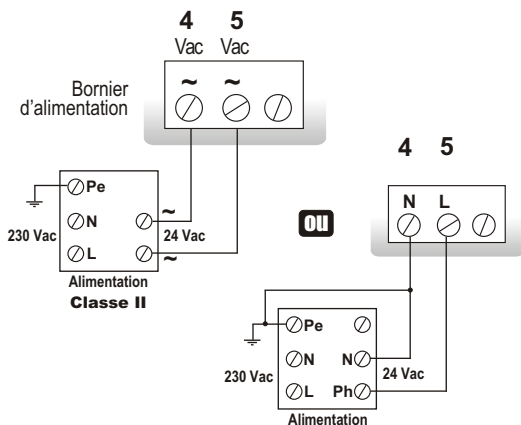 4 5
Vac Vac
~ ~
Bornier
d'alimentation
Pe
N
L
230 Vac
~
24 Vac
~
Alimentation
Classe II
ou
4 5
N L
Pe
N N
L Ph
230 Vac
24 Vac
Alimentation